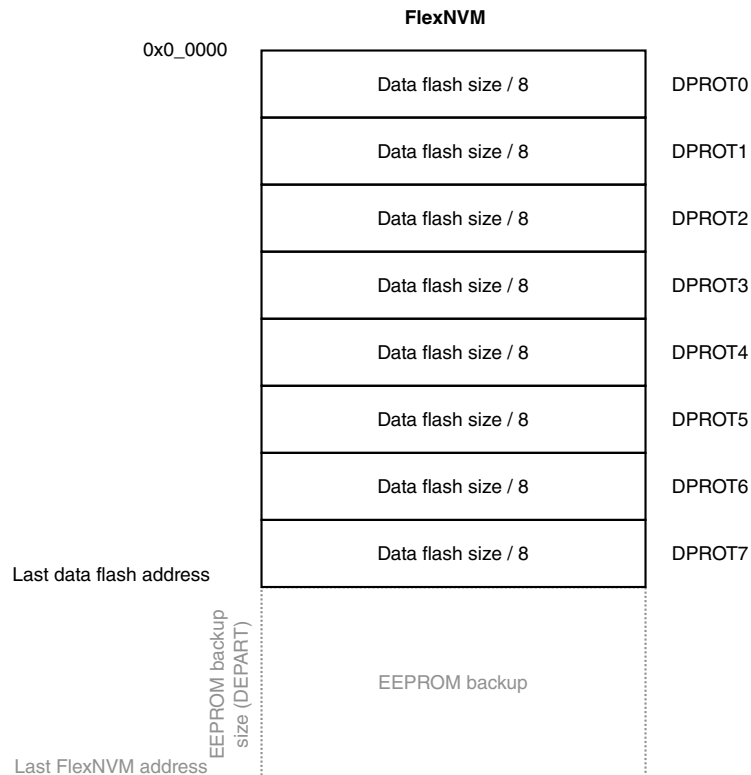 FlexNVM
0x0_0000
Data flash size / 8 DPROT0
Data flash size / 8 DPROT1
Data flash size / 8 DPROT2
Data flash size / 8 DPROT3
Data flash size / 8 DPROT4
Data flash size / 8 DPROT5
Data flash size / 8 DPROT6
Data flash size / 8 DPROT7
Last data flash address
EEPROM backup
size (DEPART)
EEPROM backup
Last FlexNVM address